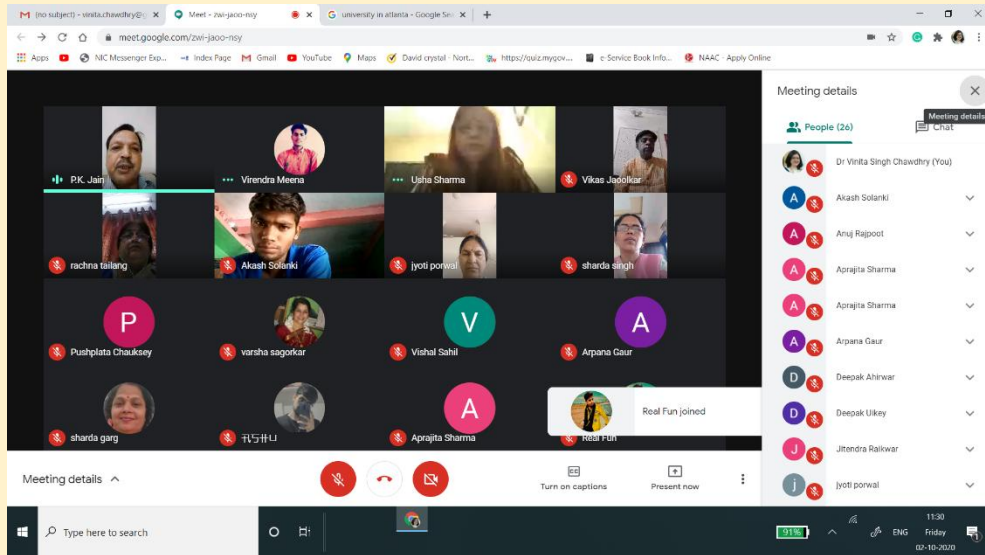 (no subject) - vinita.chawdhry@g
Meet - zwi-jaoo-nsy
university in atlanta - Google Sea
meet.google.com/zwi-jaoo-nsy
Apps
NIC Messenger Exp...
Index Page
Gmail
YouTube
Maps
David crystal - Nort...
https://quiz.mygov...
e-Service Book Info...
NAAC - Apply Online
Meeting details
Meeting details
People (26)
Chat
P.K. Jain
Virendra Meena
Usha Sharma
Vikas Jaoolkar
rachna tailang
Akash Solanki
jyoti porwal
sharda singh
P
V
A
Pushplata Chauksey
varsha sagorkar
Vishal Sahil
Arpana Gaur
A
sharda garg
Aprajita Sharma
Real Fun
Real Fun joined
Dr Vinita Singh Chawdhry (You)
A
Akash Solanki
A
Anuj Rajpoot
A
Aprajita Sharma
A
Aprajita Sharma
A
Arpana Gaur
D
Deepak Ahirwar
D
Deepak Uikey
J
Jitendra Raikwar
j
jyoti porwal
Meeting details
Turn on captions
Present now
Type here to search
91%
ENG
11:30
Friday
02-10-2020